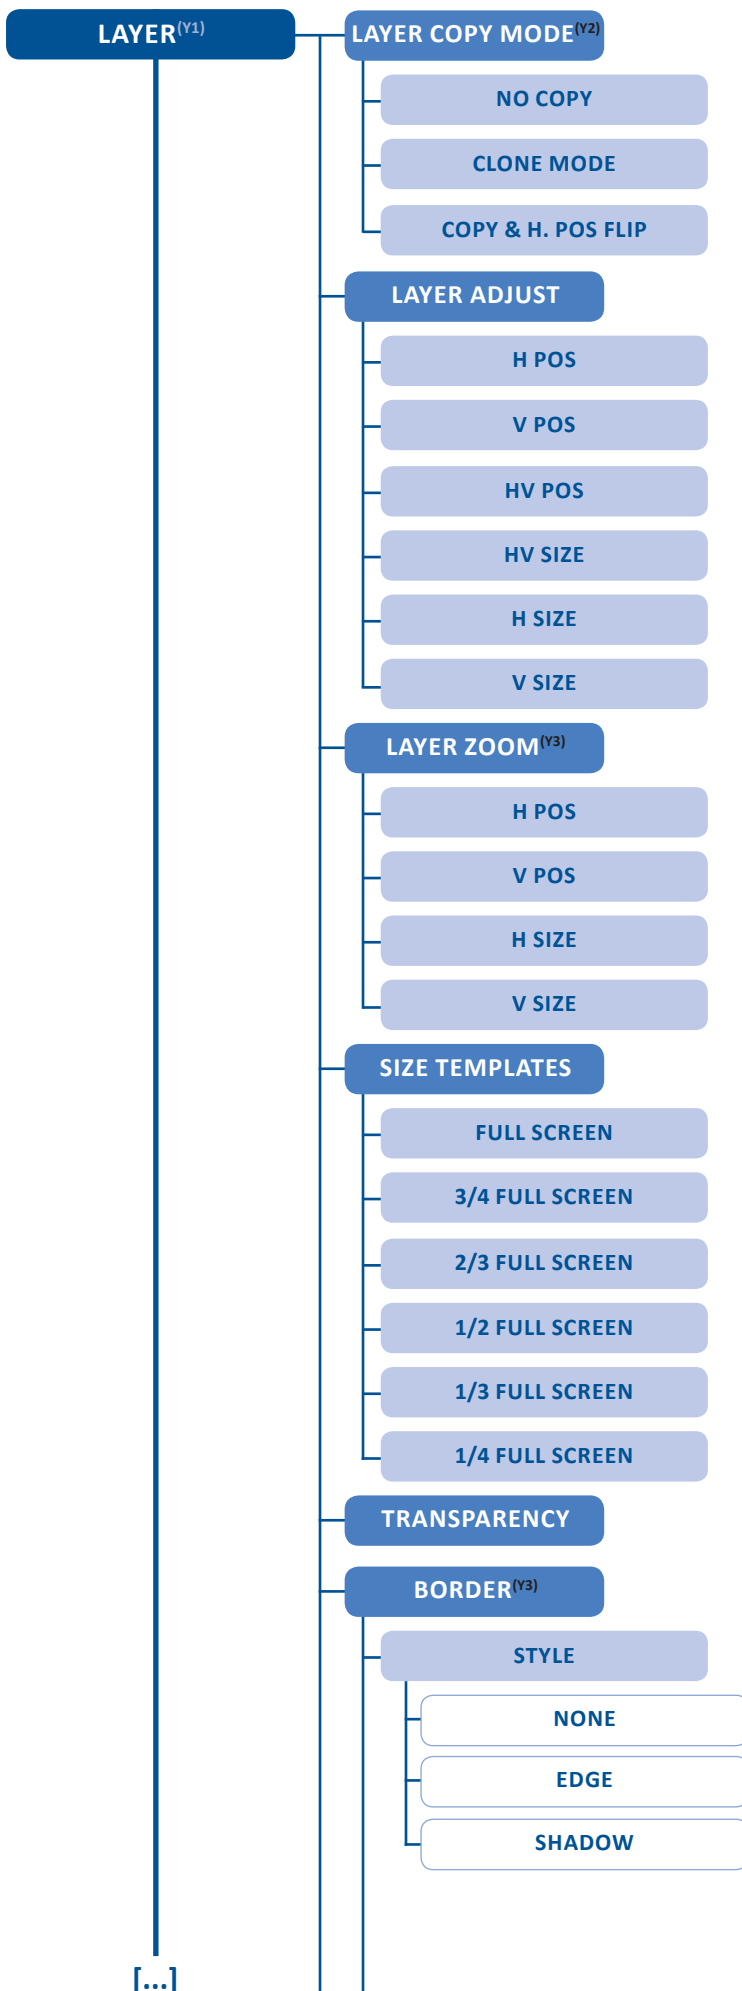 LAYER(Y1)
LAYER COPY MODE(Y2)
NO COPY
CLONE MODE
COPY & H. POS FLIP
LAYER ADJUST
H POS
V POS
HV POS
HV SIZE
H SIZE
V SIZE
LAYER ZOOM(Y3)
H POS
V POS
H SIZE
V SIZE
SIZE TEMPLATES
FULL SCREEN
3/4 FULL SCREEN
2/3 FULL SCREEN
1/2 FULL SCREEN
1/3 FULL SCREEN
1/4 FULL SCREEN
TRANSPARENCY
BORDER(Y3)
STYLE
NONE
EDGE
SHADOW
[...]